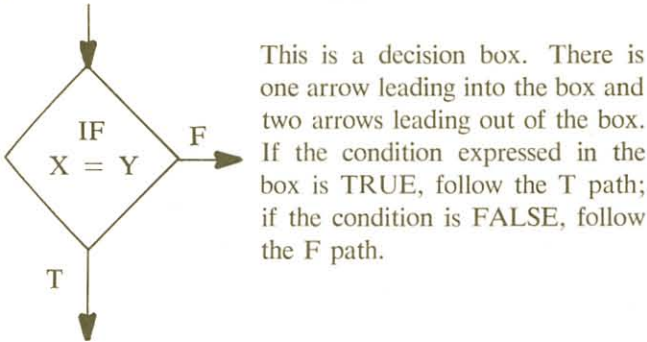 This is a decision box. There is
one arrow leading into the box and
two arrows leading out of the box.
If the condition expressed in the
box is TRUE, follow the T path;
if the condition is FALSE, follow
the F path.
IF
X = Y
F
T